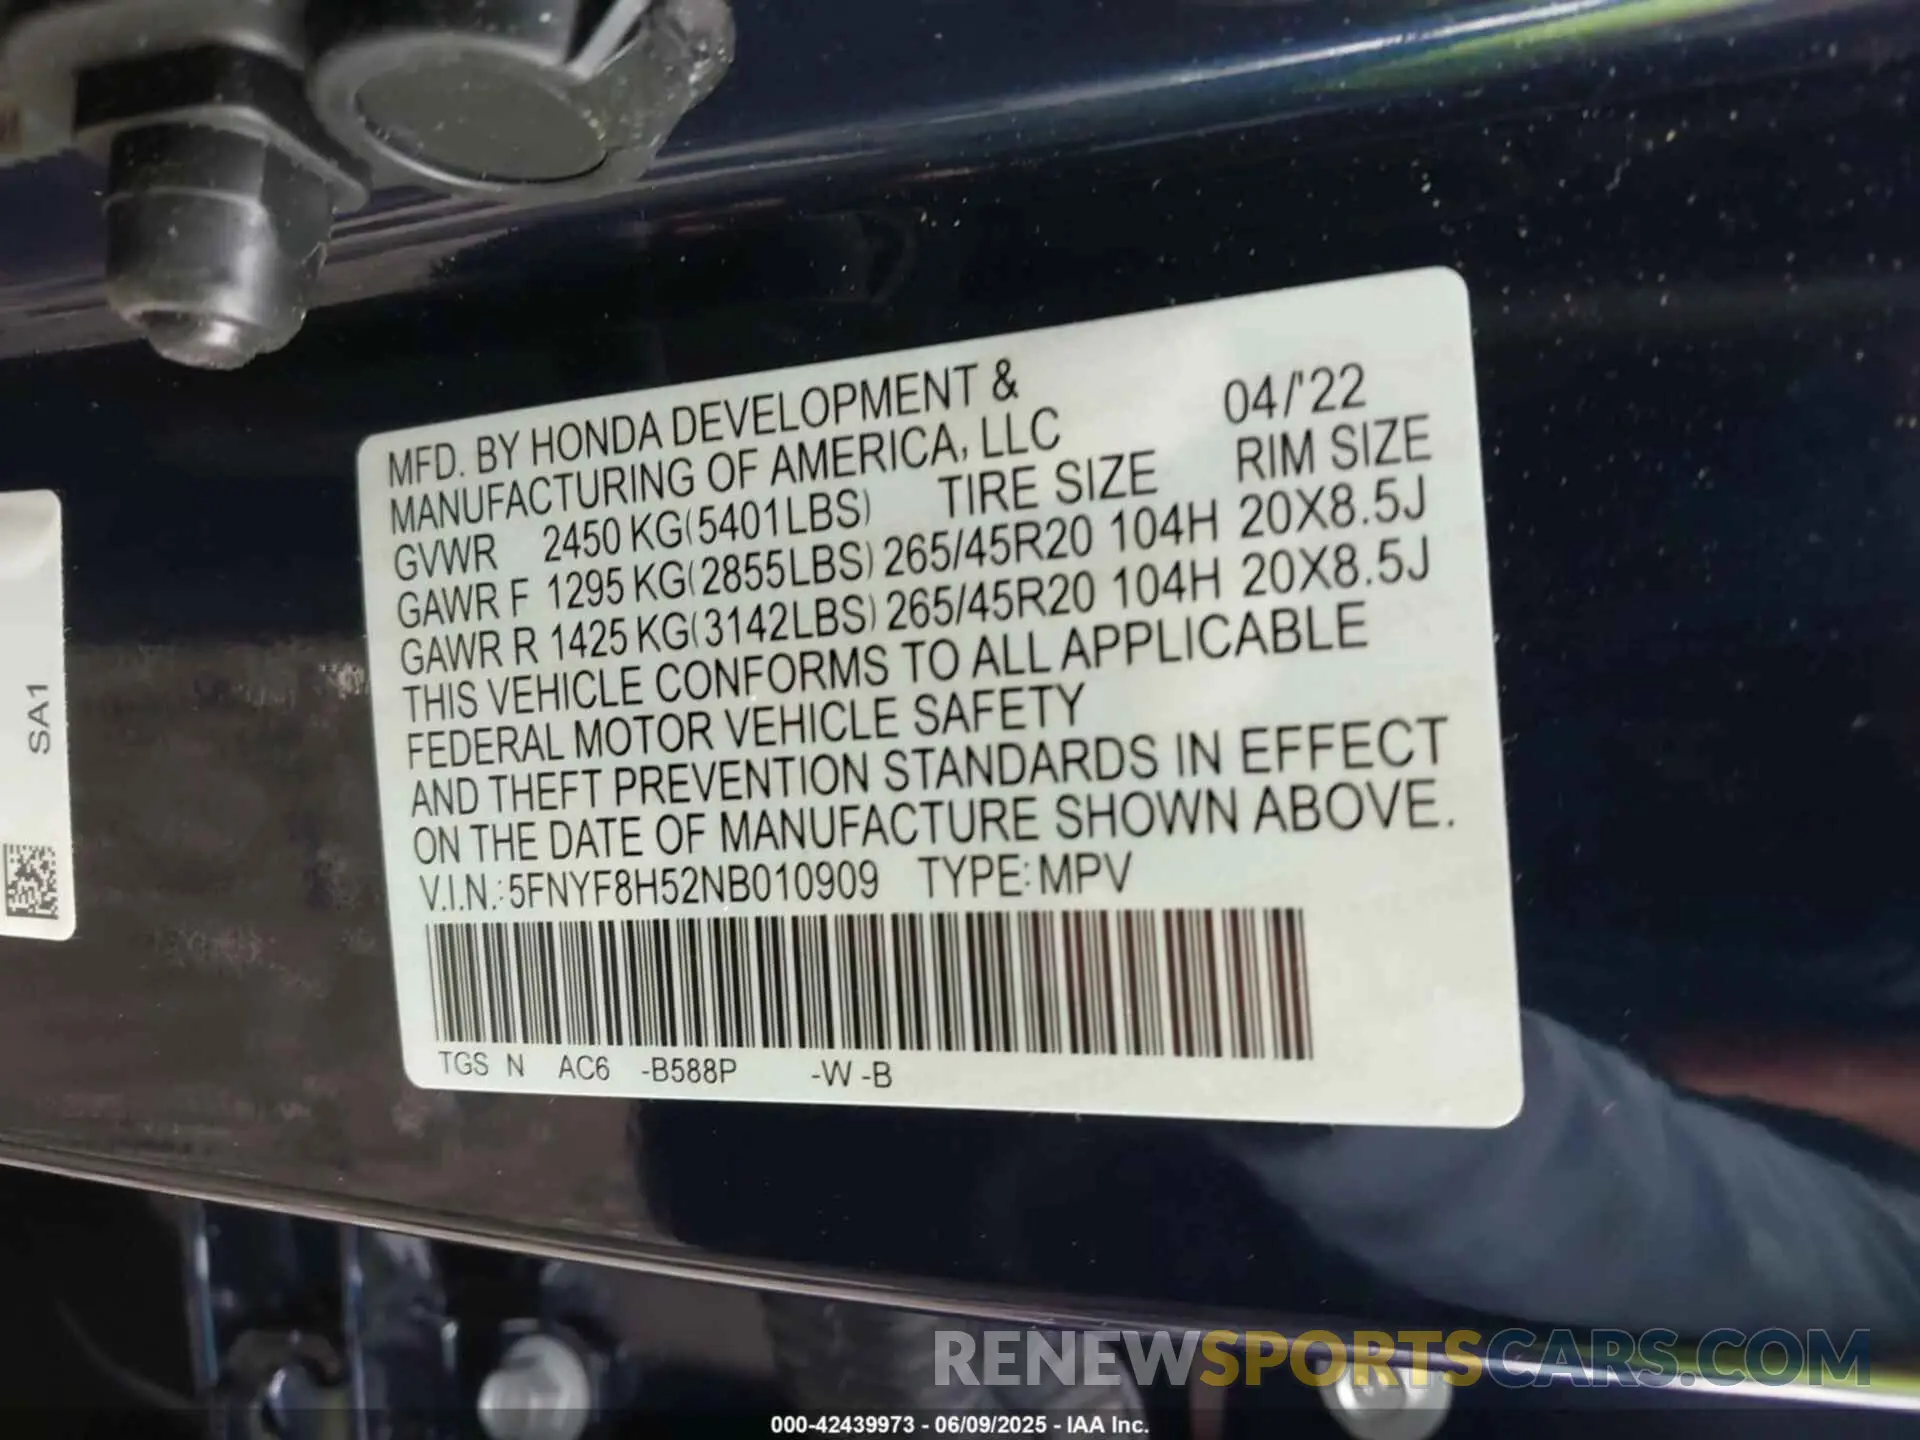 MFD. BY HONDA DEVELOPMENT &
MANUFACTURING OF AMERICA, LLC 04/'22
GVWR 2450 KG(5401LBS) TIRE SIZE RIM SIZE
GAWR F 1295 KG(2855LBS) 265/45R20 104H 20X8.5J
GAWR R 1425 KG(3142LBS) 265/45R20 104H 20X8.5J
THIS VEHICLE CONFORMS TO ALL APPLICABLE
FEDERAL MOTOR VEHICLE SAFETY
AND THEFT PREVENTION STANDARDS IN EFFECT
ON THE DATE OF MANUFACTURE SHOWN ABOVE.
V.I.N.: 5FNYF8H52NB010909 TYPE: MPV
TGS N AC6 -B588P -W -B
SA1
RENEWSPORTSCARS.COM
000-42439973 - 06/09/2025 - IAA Inc.